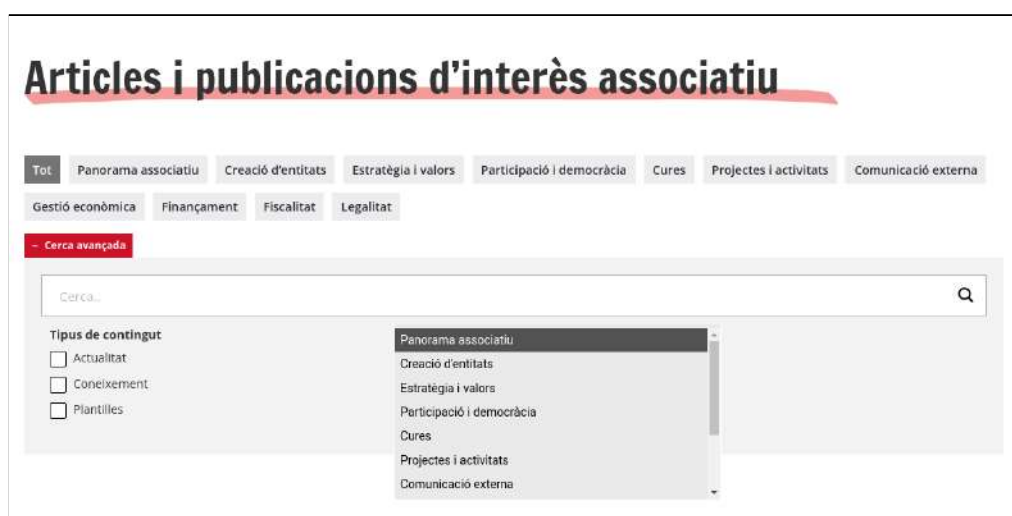 Articles i publicacions d'interès associatiu
Tot Panorama associatiu Creació d'entitats Estratègia i valors Participació i democràcia Cures Projectes i activitats Comunicació externa
Gestió econòmica Finançament Fiscalitat Legalitat
− Cerca avançada
Cerca...
Tipus de contingut
Actualitat
Coneixement
Plantilles
Panorama associatiu
Creació d'entitats
Estratègia i valors
Participació i democràcia
Cures
Projectes i activitats
Comunicació externa